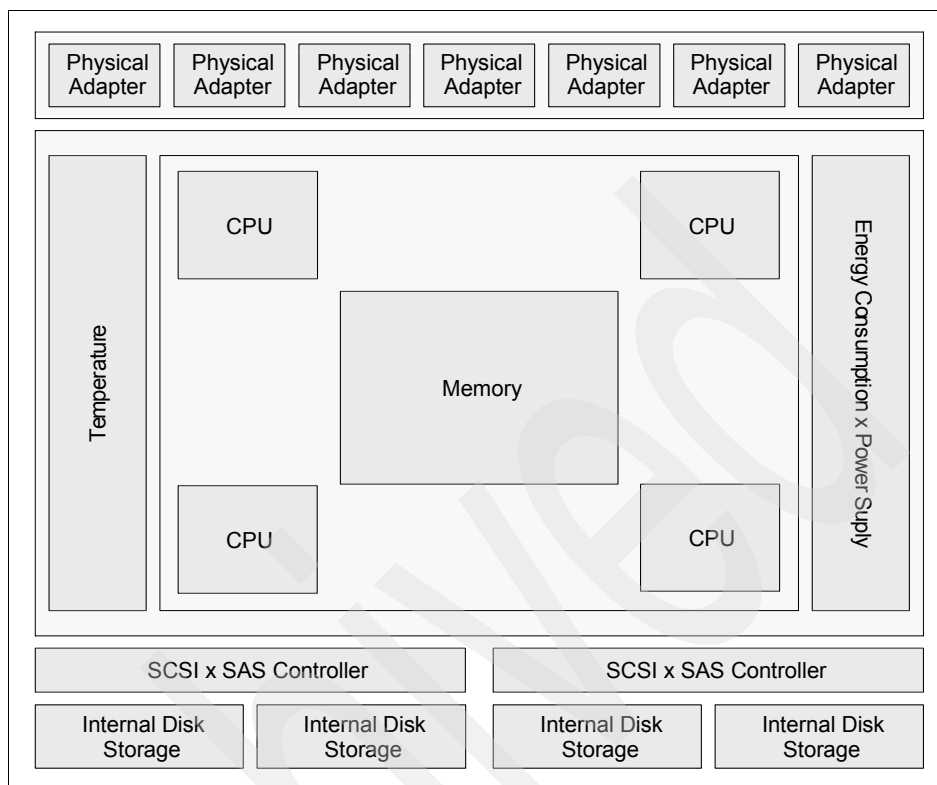 Physical
Adapter
Physical
Adapter
Physical
Adapter
Physical
Adapter
Physical
Adapter
Physical
Adapter
Physical
Adapter
Temperature
CPU
CPU
Memory
CPU
CPU
Energy Consumption x Power Suply
SCSI x SAS Controller
SCSI x SAS Controller
Internal Disk
Storage
Internal Disk
Storage
Internal Disk
Storage
Internal Disk
Storage
hived